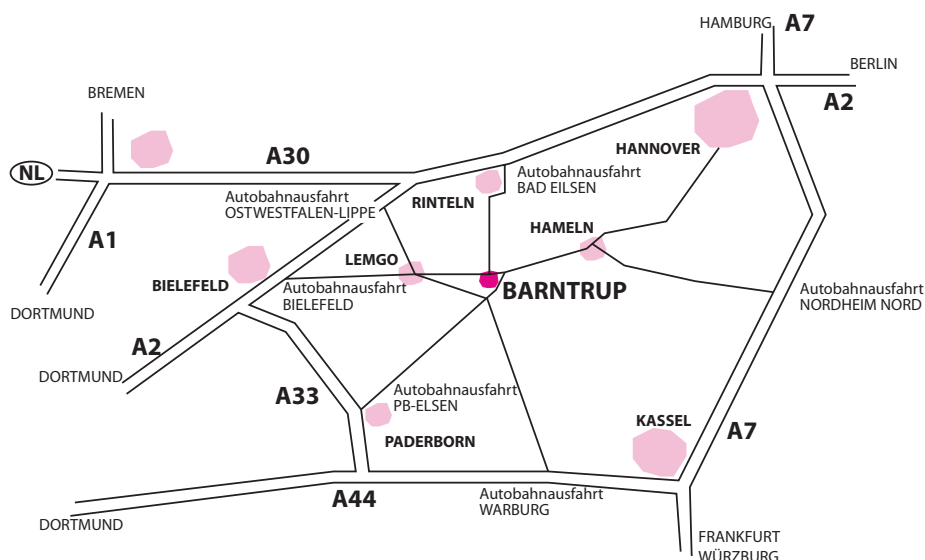 HAMBURG
A7
BERLIN
A2
BREMEN
HANNOVER
A30
NL
Autobahnausfahrt
BAD EILSEN
Autobahnausfahrt
OSTWESTFALEN-LIPPE
RINTELN
HAMELN
A1
LEMGO
BIELEFELD
Autobahnausfahrt
BIELEFELD
BARNTRUP
Autobahnausfahrt
NORDHEIM NORD
DORTMUND
A2
DORTMUND
A33
Autobahnausfahrt
PB-ELSEN
KASSEL
A7
PADERBORN
A44
Autobahnausfahrt
WARBURG
DORTMUND
FRANKFURT
WÜRZBURG